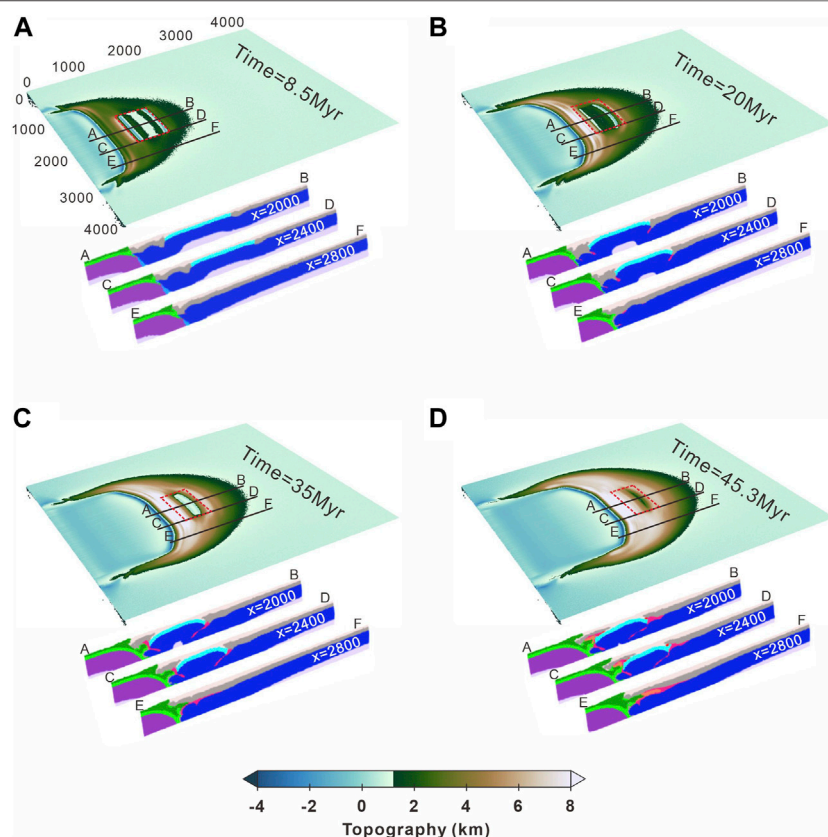 A
0
1000
2000
3000
4000
Time=8.5Myr
0
1000
2000
3000
4000
A
C
E
B
D
F
B
x=2000
D
x=2400
F
x=2800
A
C
E
B
Time=20Myr
A
C
E
B
D
F
B
x=2000
D
x=2400
F
x=2800
A
C
E
C
Time=35Myr
A
C
E
B
D
F
B
x=2000
D
x=2400
F
x=2800
A
C
E
D
Time=45.3Myr
A
C
E
B
D
F
B
x=2000
D
x=2400
F
x=2800
A
C
E
-4 -2 0 2 4 6 8
Topography (km)